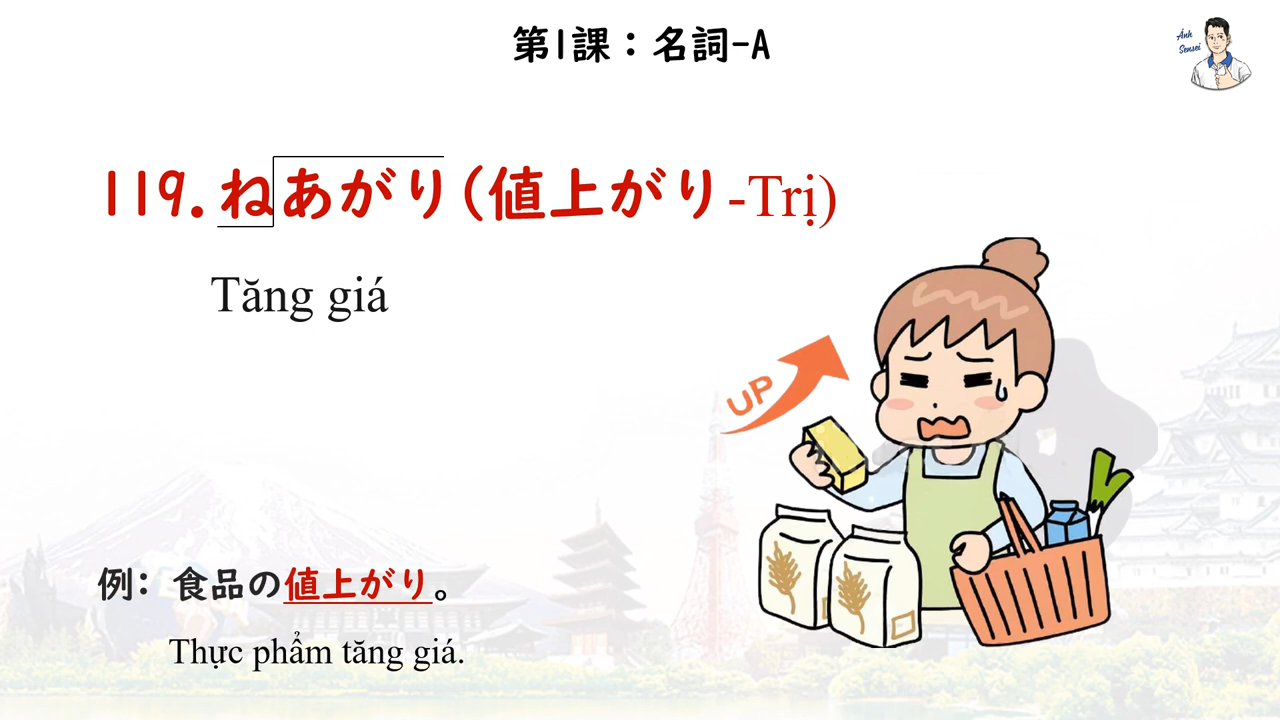 第1課：名詞-A
Ánh
Sensei
119.ねあがり(値上がり-Trị)
Tăng giá
UP
例：食品の値上がり。
Thực phẩm tăng giá.